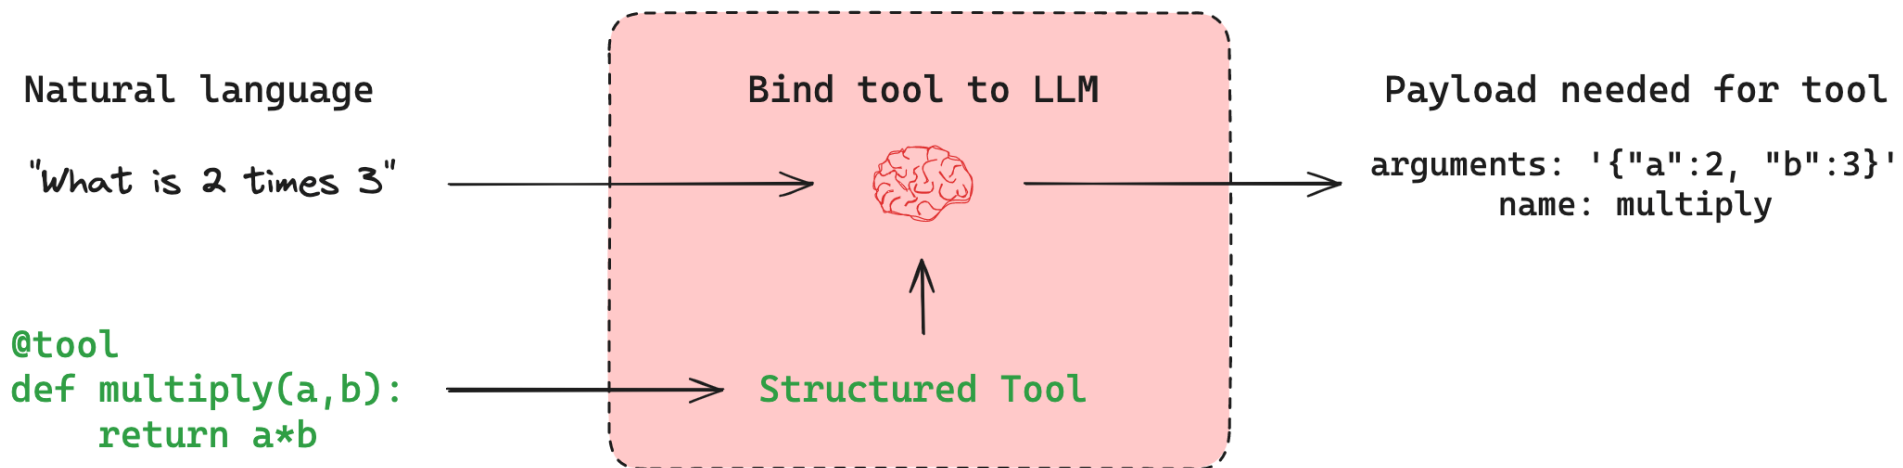 Natural language
"What is 2 times 3"
@tool
def multiply(a,b):
    return a*b
Bind tool to LLM
Structured Tool
Payload needed for tool
arguments: '{"a":2, "b":3}'
name: multiply